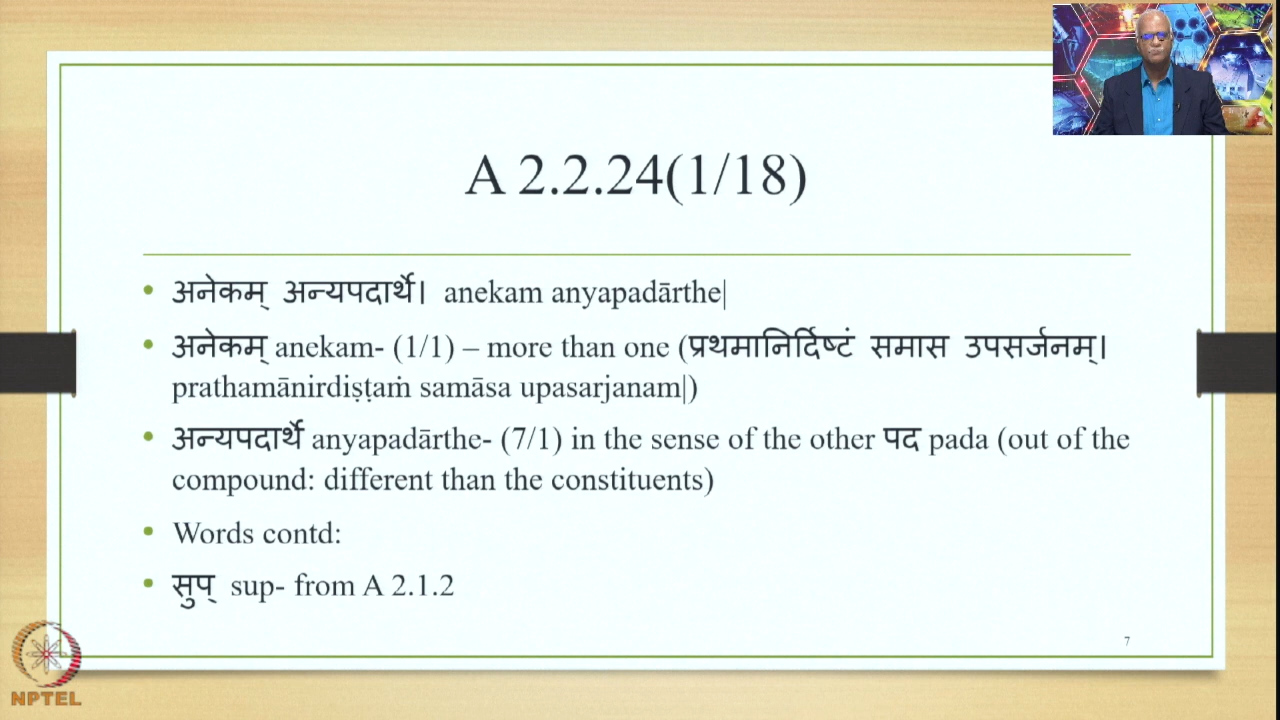 A 2.2.24(1/18)
• अनेकम् अन्यपदार्थे। anekam anyapadārthe|
• अनेकम् anekam- (1/1) – more than one (प्रथमानिर्दिष्टं समास उपसर्जनम्।
prathamānirdiṣṭaṁ samāsa upasarjanam|)
• अन्यपदार्थे anyapadārthe- (7/1) in the sense of the other पद pada (out of the
compound: different than the constituents)
• Words contd:
• सुप् sup- from A 2.1.2
7
NPTEL